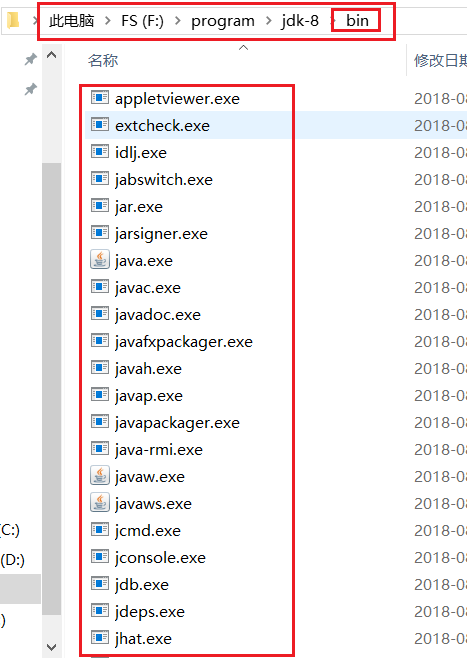 此电脑 FS (F:) program jdk-8 bin
名称 修改日期
appletviewer.exe 2018-08
extcheck.exe 2018-08
idlj.exe 2018-08
jabswitch.exe 2018-08
jar.exe 2018-08
jarsigner.exe 2018-08
java.exe 2018-08
javac.exe 2018-08
javadoc.exe 2018-08
javafxpackager.exe 2018-08
javah.exe 2018-08
javap.exe 2018-08
javapackager.exe 2018-08
java-rmi.exe 2018-08
javaw.exe 2018-08
javaws.exe 2018-08
(C:) jcmd.exe 2018-08
(D:) jconsole.exe 2018-08
jdb.exe 2018-08
) jdeps.exe 2018-08
jhat.exe 2018-08